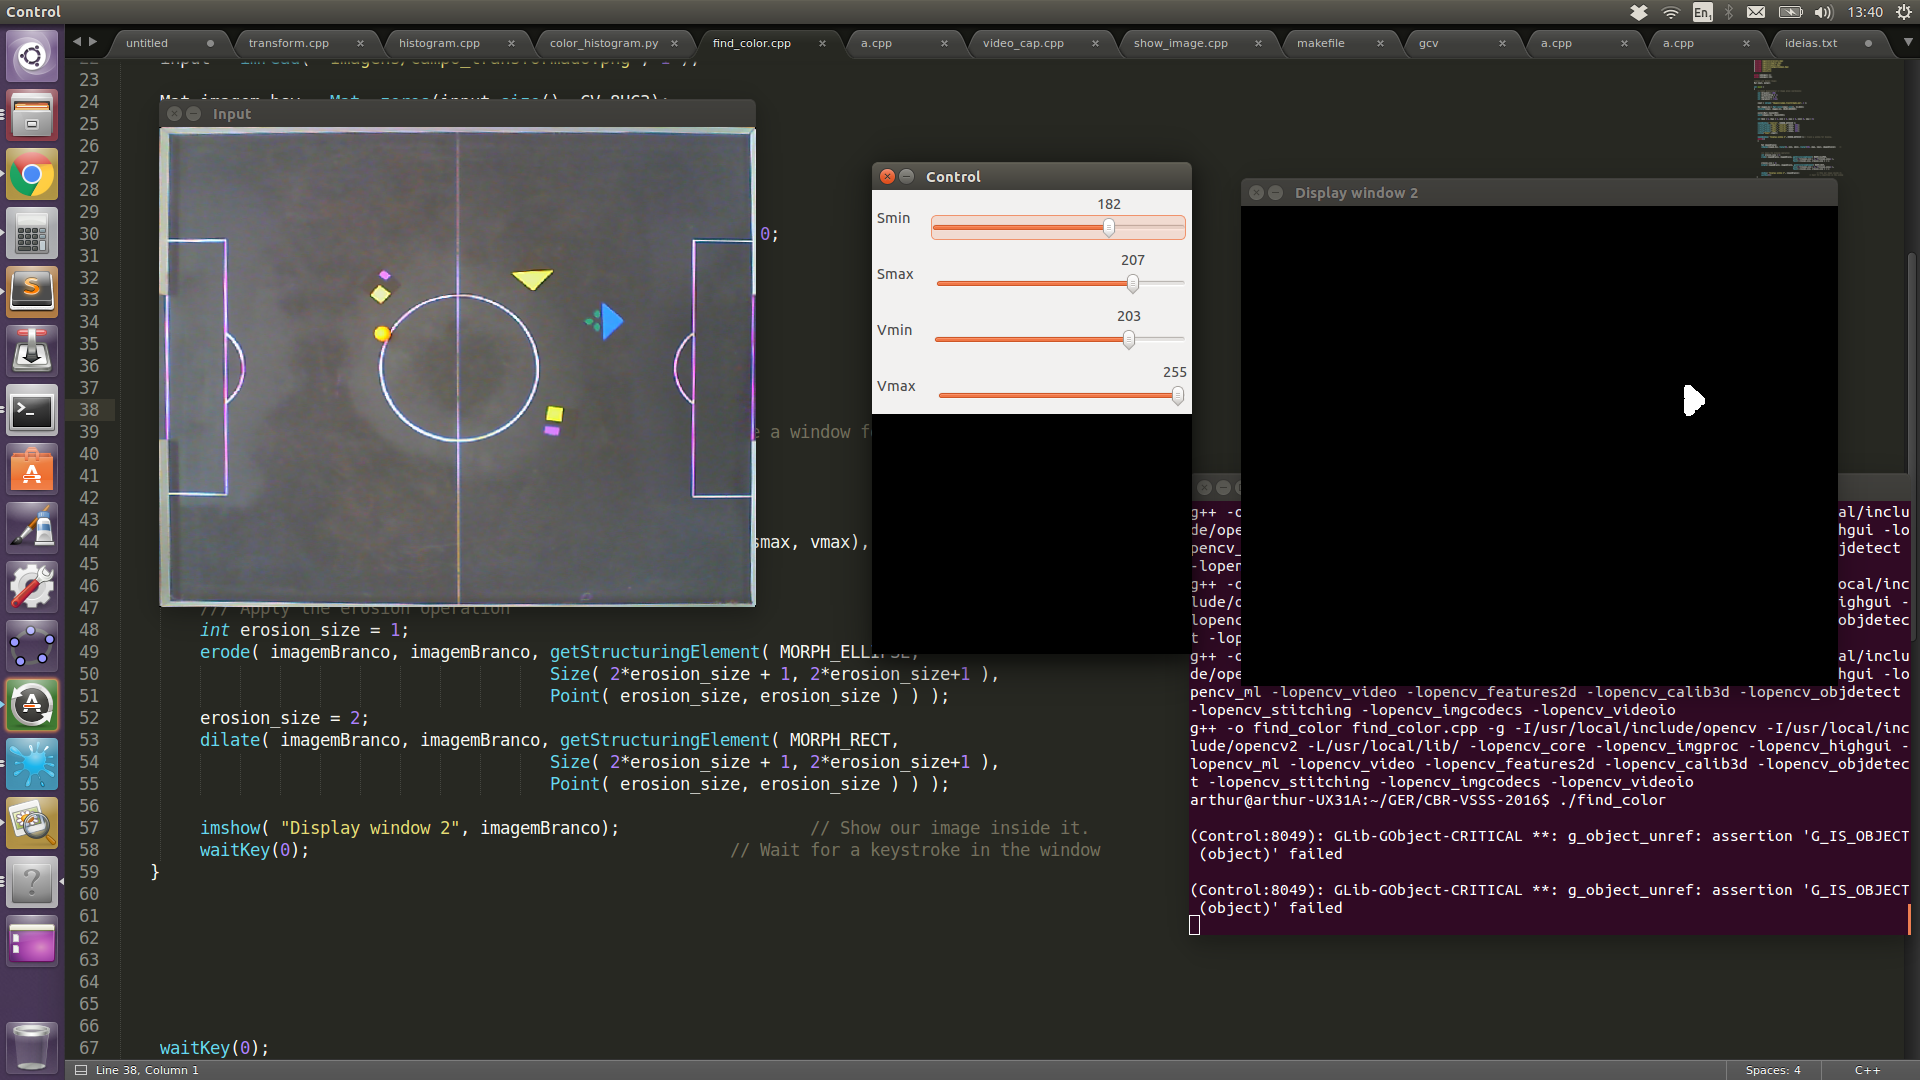 Control
En1
13:40
untitled
transform.cpp
histogram.cpp
color_histogram.py
find_color.cpp
a.cpp
video_cap.cpp
show_image.cpp
makefile
gcv
a.cpp
a.cpp
ideias.txt
23
24
25
26
27
28
29
30 0;
31
32
33
34
35
36
37
38
39 e a window f
40
41
42
43
44 smax, vmax),
45
46
47 /// Apply the erosion operation
48 int erosion_size = 1;
49 erode( imagemBranco, imagemBranco, getStructuringElement( MORPH_ELLIPSE,
50 Size( 2*erosion_size + 1, 2*erosion_size+1 ),
51 Point( erosion_size, erosion_size ) ) );
52 erosion_size = 2;
53 dilate( imagemBranco, imagemBranco, getStructuringElement( MORPH_RECT,
54 Size( 2*erosion_size + 1, 2*erosion_size+1 ),
55 Point( erosion_size, erosion_size ) ) );
56
57 imshow( "Display window 2", imagemBranco); // Show our image inside it.
58 waitKey(0); // Wait for a keystroke in the window
59 }
60
61
62
63
64
65
66
67 waitKey(0);
Input
Control
Smin 182
Smax 207
Vmin 203
Vmax 255
Display window 2
g++ -o al/inclu
de/ope hgui -lo
pencv_ jdetect
-lopen
g++ -o ocal/inc
lude/o ighgui -
lopenc objdetec
t -lop
g++ -o al/inclu
de/ope hgui -lo
pencv_ml -lopencv_video -lopencv_features2d -lopencv_calib3d -lopencv_objdetect
-lopencv_stitching -lopencv_imgcodecs -lopencv_videoio
g++ -o find_color find_color.cpp -g -I/usr/local/include/opencv -I/usr/local/inc
lude/opencv2 -L/usr/local/lib/ -lopencv_core -lopencv_imgproc -lopencv_highgui -
lopencv_ml -lopencv_video -lopencv_features2d -lopencv_calib3d -lopencv_objdetec
t -lopencv_stitching -lopencv_imgcodecs -lopencv_videoio
arthur@arthur-UX31A:~/GER/CBR-VSSS-2016$ ./find_color
(Control:8049): GLib-GObject-CRITICAL **: g_object_unref: assertion 'G_IS_OBJECT
(object)' failed
(Control:8049): GLib-GObject-CRITICAL **: g_object_unref: assertion 'G_IS_OBJECT
(object)' failed
Line 38, Column 1
Spaces: 4
C++